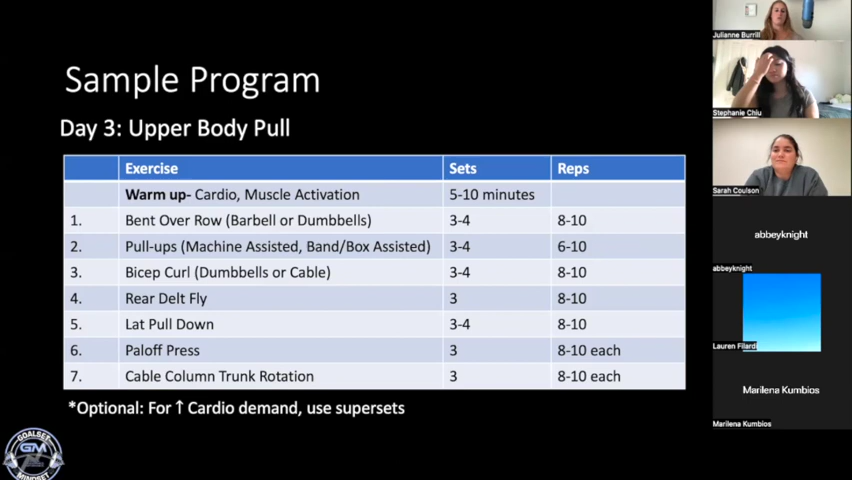 Sample Program
Day 3: Upper Body Pull
Exercise Sets Reps
Warm up- Cardio, Muscle Activation 5-10 minutes
1. Bent Over Row (Barbell or Dumbbells) 3-4 8-10
2. Pull-ups (Machine Assisted, Band/Box Assisted) 3-4 6-10
3. Bicep Curl (Dumbbells or Cable) 3-4 8-10
4. Rear Delt Fly 3 8-10
5. Lat Pull Down 3-4 8-10
6. Paloff Press 3 8-10 each
7. Cable Column Trunk Rotation 3 8-10 each
*Optional: For ↑ Cardio demand, use supersets
GOALSET
GM
MINDSET
Julianne Burrill
Stephanie Chiu
Sarah Coulson
abbeyknight
abbeyknight
Lauren Filardi
Marilena Kumbios
Marilena Kumbios